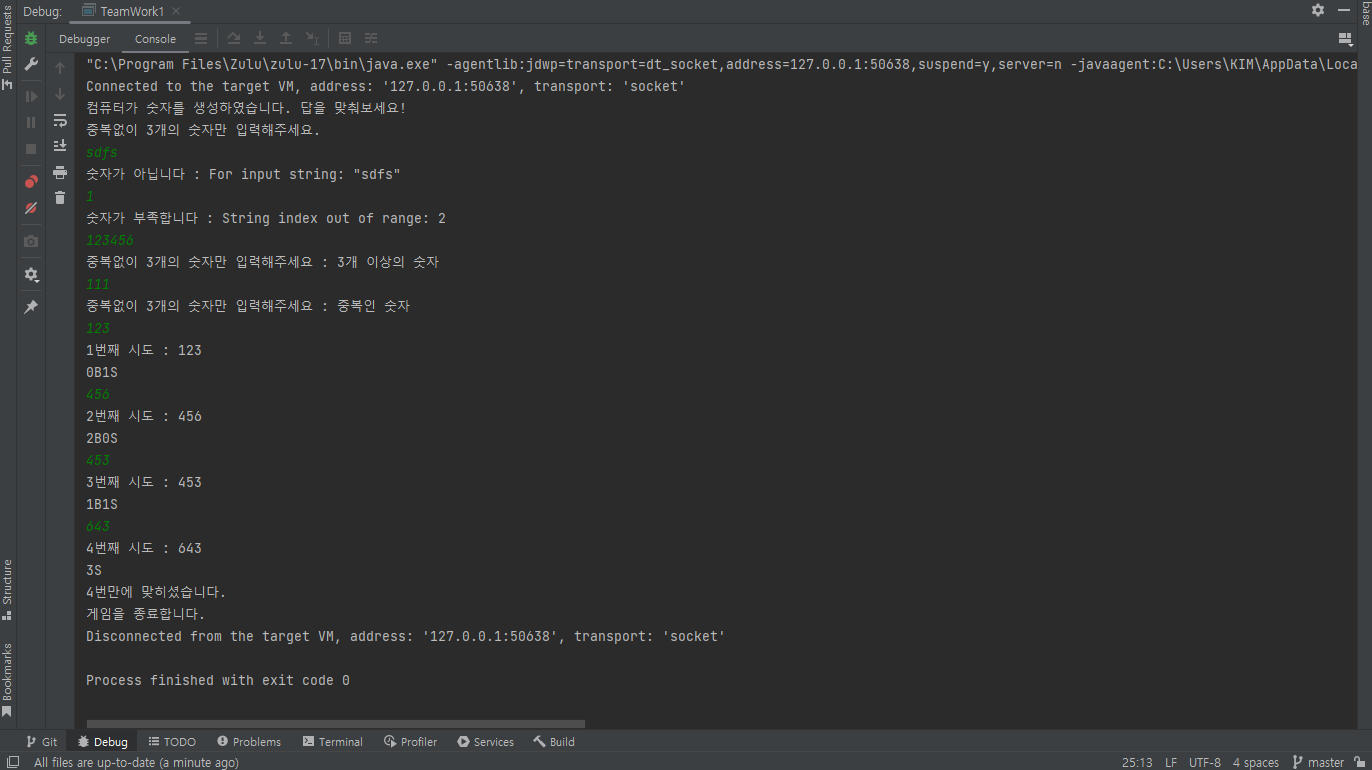 Debug: TeamWork1
Debugger Console
"C:\Program Files\Zulu\zulu-17\bin\java.exe" -agentlib:jdwp=transport=dt_socket,address=127.0.0.1:50638,suspend=y,server=n -javaagent:C:\Users\KIM\AppData\Loca
Connected to the target VM, address: '127.0.0.1:50638', transport: 'socket'
컴퓨터가 숫자를 생성하였습니다. 답을 맞춰보세요!
중복없이 3개의 숫자만 입력해주세요.
sdfs
숫자가 아닙니다 : For input string: "sdfs"
1
숫자가 부족합니다 : String index out of range: 2
123456
중복없이 3개의 숫자만 입력해주세요 : 3개 이상의 숫자
111
중복없이 3개의 숫자만 입력해주세요 : 중복인 숫자
123
1번째 시도 : 123
0B1S
456
2번째 시도 : 456
2B0S
453
3번째 시도 : 453
1B1S
643
4번째 시도 : 643
3S
4번만에 맞히셨습니다.
게임을 종료합니다.
Disconnected from the target VM, address: '127.0.0.1:50638', transport: 'socket'
Process finished with exit code 0
Pull Requests
Structure
Bookmarks
base
Git Debug TODO Problems Terminal Profiler Services Build
All files are up-to-date (a minute ago) 25:13 LF UTF-8 4 spaces master